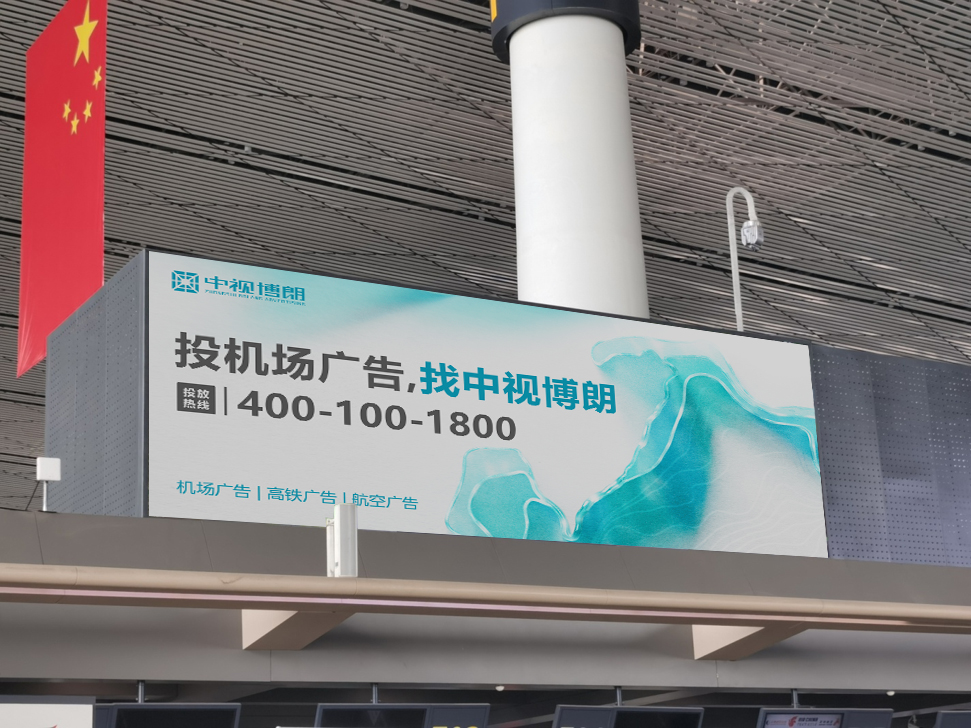 中视博朗
投机场广告,找中视博朗
投放热线 400-100-1800
机场广告 | 高铁广告 | 航空广告